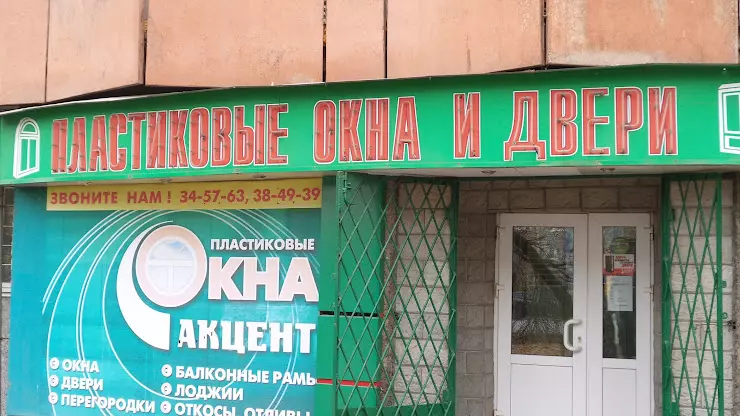 ПЛАСТИКОВЫЕ ОКНА И ДВЕРИ
ЗВОНИТЕ НАМ ! 34-57-63, 38-49-39
ПЛАСТИКОВЫЕ
ОКНА
АКЦЕНТ
ОКНА
ДВЕРИ
ПЕРЕГОРОДКИ
БАЛКОННЫЕ РАМЫ
ЛОДЖИИ
ОТКОСЫ, ОТЛИВЫ